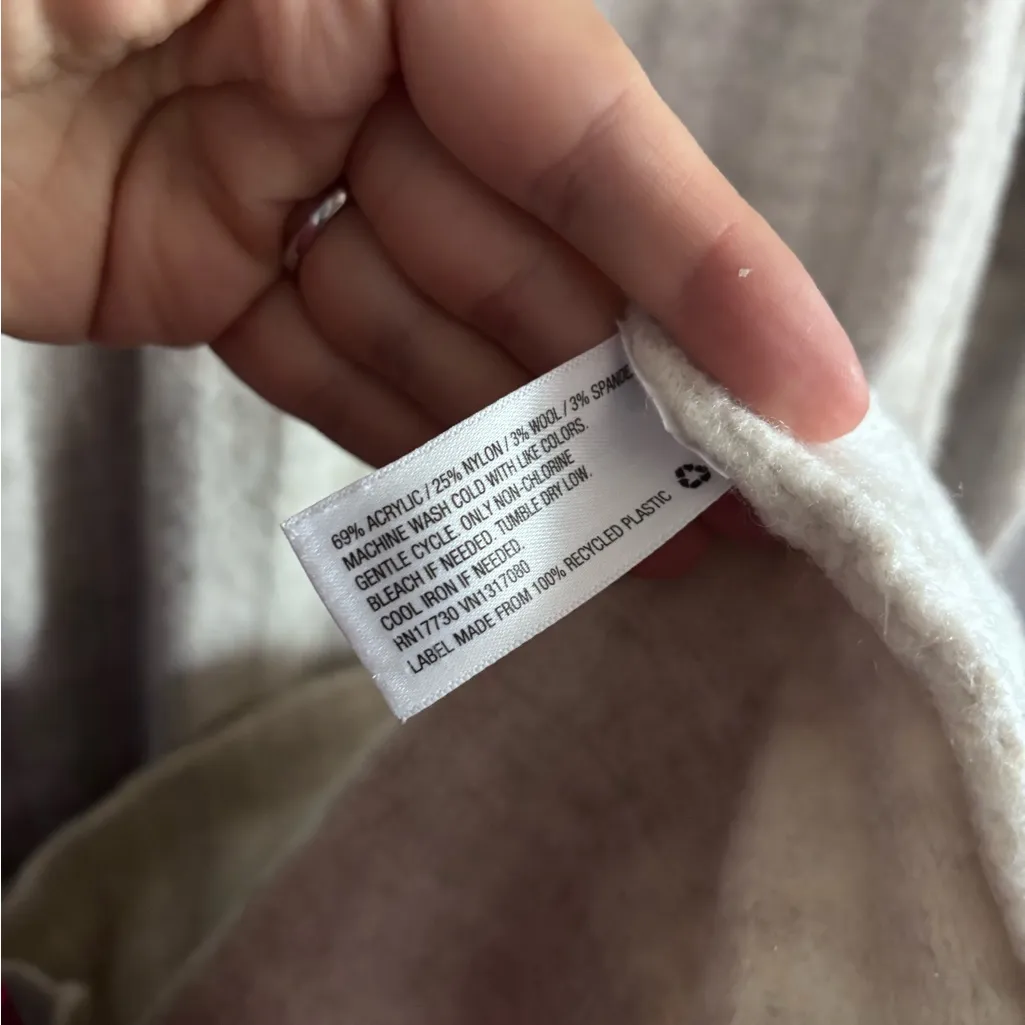 69% ACRYLIC / 25% NYLON / 3% WOOL / 3% SPANDE
MACHINE WASH COLD WITH LIKE COLORS.
GENTLE CYCLE. ONLY NON-CHLORINE
BLEACH IF NEEDED. TUMBLE DRY LOW.
COOL IRON IF NEEDED.
RN17730 VN1317080
LABEL MADE FROM 100% RECYCLED PLASTIC